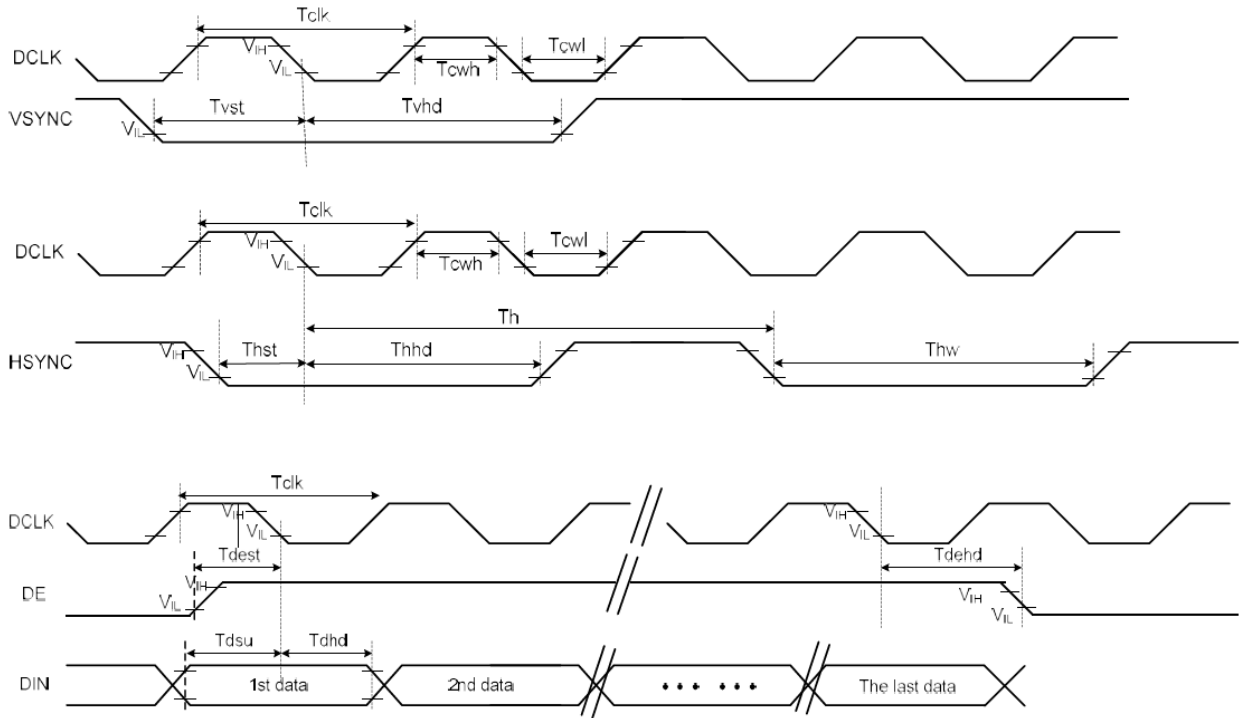 Tclk
DCLK VIH VIL Tcwh Tcwl
VSYNC VIL Tvst Tvhd
Tclk
DCLK VIH VIL Tcwh Tcwl
Th
HSYNC VIH VIL Thst Thhd Thw
Tclk
DCLK VIH VIL VIH VIL
Tdest Tdehd
DE VIH VIL VIH VIL
Tdsu Tdhd
DIN 1st data 2nd data The last data